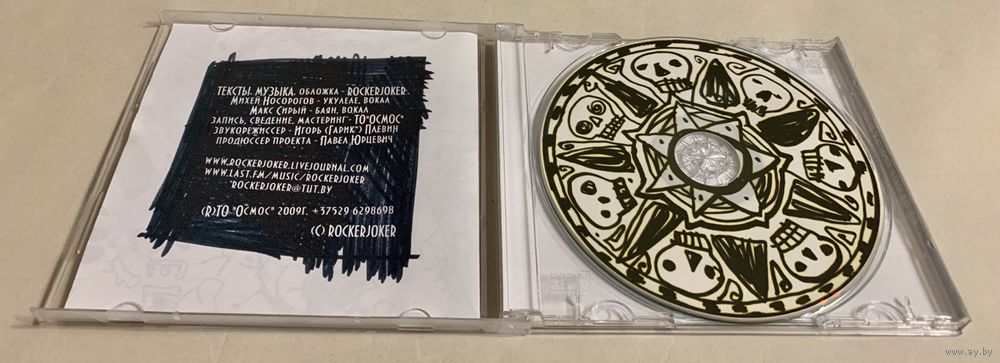 ТЕКСТЫ. МУЗЫКА. ОБЛОЖКА - ROCKERJOKER
МИХЕЙ НОСОРОГОВ - УКУЛЕЛЕ, ВОКАЛ
МАКС СИРЫЙ - БАЯН, ВОКАЛ
ЗАПИСЬ, СВЕДЕНИЕ, МАСТЕРИНГ - ТО"ОСМОС"
ЗВУКОРЕЖИССЕР - ИГОРЬ (ГАРИК) ПЛЕВИН
ПРОДЮССЕР ПРОЕКТА - ПАВЕЛ ЮРЦЕВИЧ
WWW.ROCKERJOKER.LIVEJOURNAL.COM
WWW.LAST.FM/MUSIC/ROCKERJOKER
ROCKERJOKER@TUT.BY
(R)ТО "ОСМОС" 2009Г. +37529 6298698
(C) ROCKERJOKER
www.ay.by